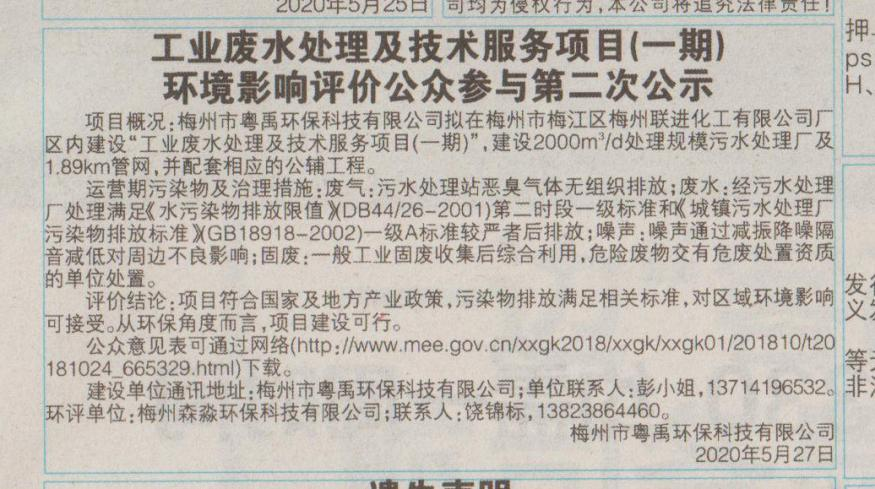 2020年5月25日
司均为侵权行为,本公司将追究法律责任!
工业废水处理及技术服务项目(一期)
环境影响评价公众参与第二次公示
项目概况:梅州市粤禹环保科技有限公司拟在梅州市梅江区梅州联进化工有限公司厂
区内建设“工业废水处理及技术服务项目(一期)”,建设2000m³/d处理规模污水处理厂及
1.89km管网,并配套相应的公辅工程。
运营期污染物及治理措施:废气:污水处理站恶臭气体无组织排放;废水:经污水处理
厂处理满足《水污染物排放限值》(DB44/26-2001)第二时段一级标准和《城镇污水处理厂
污染物排放标准》(GB18918-2002)一级A标准较严者后排放;噪声:噪声通过减振降噪隔
音减低对周边不良影响;固废:一般工业固废收集后综合利用,危险废物交有危废处置资质
的单位处置。
评价结论:项目符合国家及地方产业政策,污染物排放满足相关标准,对区域环境影响
可接受。从环保角度而言,项目建设可行。
公众意见表可通过网络(http://www.mee.gov.cn/xxgk2018/xxgk/xxgk01/201810/t20
181024_665329.html)下载。
建设单位通讯地址:梅州市粤禹环保科技有限公司;单位联系人:彭小姐,13714196532。
环评单位:梅州森淼环保科技有限公司;联系人:饶锦标,13823864460。
梅州市粤禹环保科技有限公司
2020年5月27日
押
ps
H、
发
义
等
非